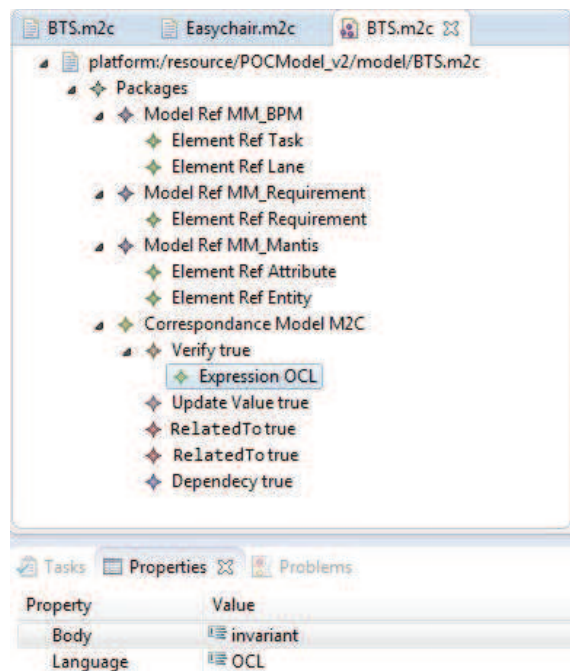 BTS.m2c Easychair.m2c BTS.m2c
platform:/resource/POCModel_v2/model/BTS.m2c
Packages
Model Ref MM_BPM
Element Ref Task
Element Ref Lane
Model Ref MM_Requirement
Element Ref Requirement
Model Ref MM_Mantis
Element Ref Attribute
Element Ref Entity
Correspondance Model M2C
Verify true
Expression OCL
Update Value true
RelatedTo true
RelatedTo true
Dependecy true
Tasks Properties Problems
Property Value
Body invariant
Language OCL